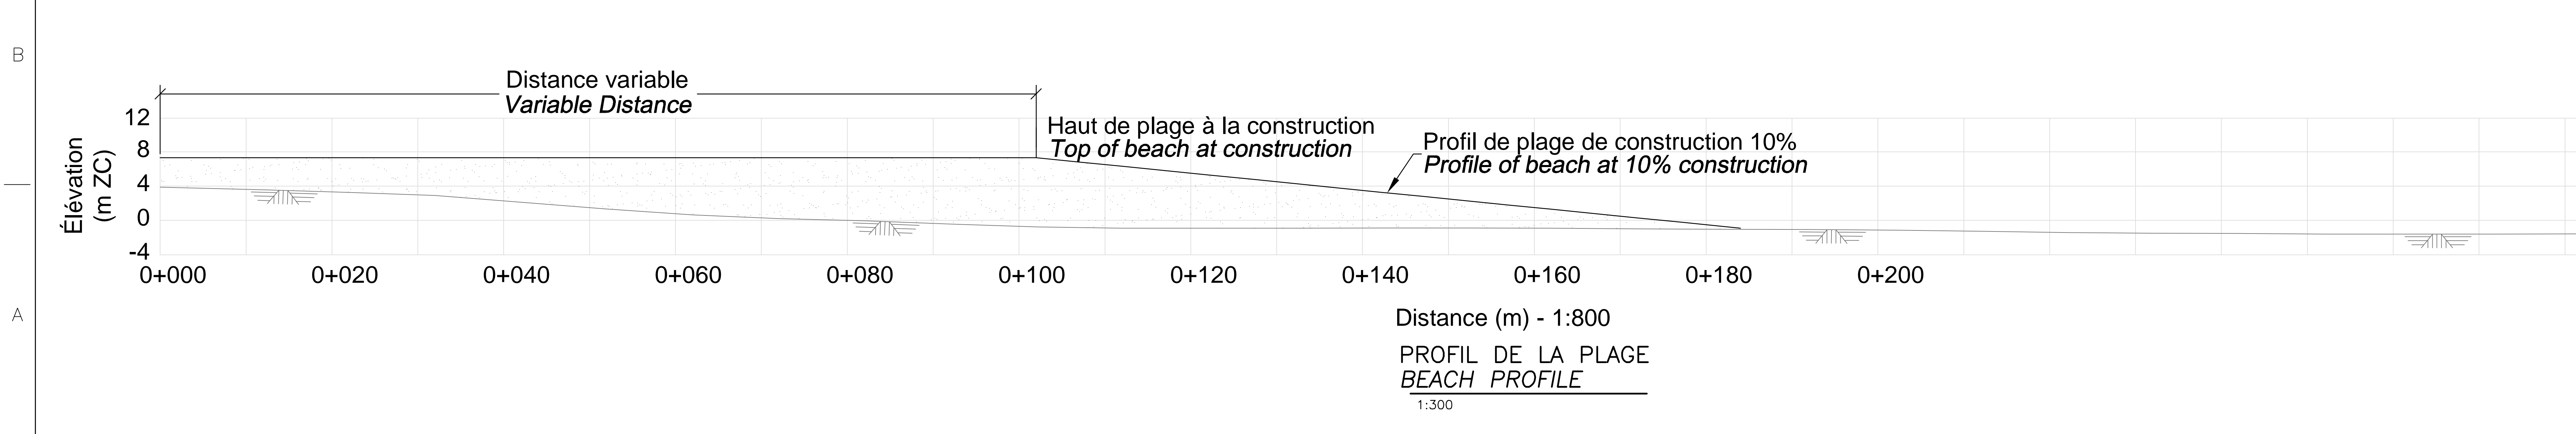 B
Distance variable
Variable Distance
Haut de plage à la construction
Top of beach at construction
Profil de plage de construction 10%
Profile of beach at 10% construction
Élévation
(m ZC)
12
8
4
0
-4
0+000 0+020 0+040 0+060 0+080 0+100 0+120 0+140 0+160 0+180 0+200
A
Distance (m) - 1:800
PROFIL DE LA PLAGE
BEACH PROFILE
1:300